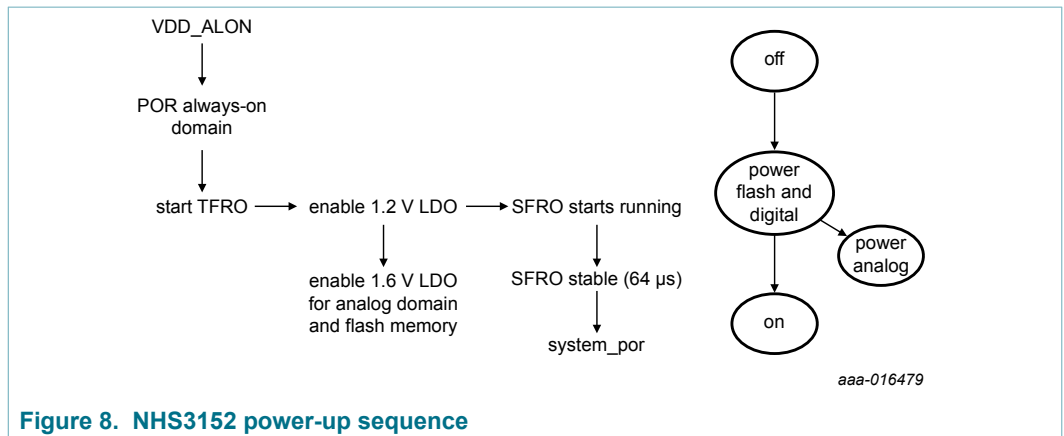 VDD_ALON
POR always-on
domain
start TFRO
enable 1.2 V LDO
SFRO starts running
enable 1.6 V LDO
for analog domain
and flash memory
SFRO stable (64 μs)
system_por
off
power
flash and
digital
power
analog
on
aaa-016479
Figure 8. NHS3152 power-up sequence